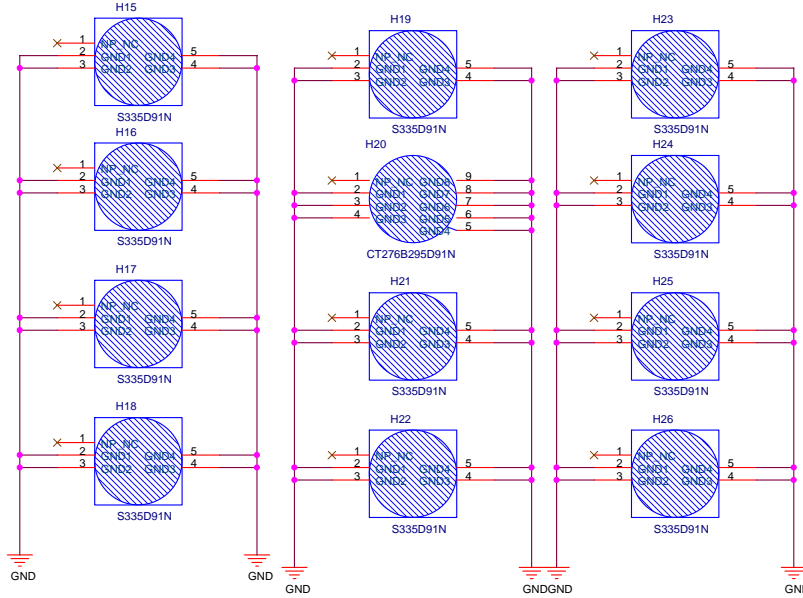 H15
1 NP_NC
2 GND1 GND4 5
3 GND2 GND3 4
S335D91N
H16
1 NP_NC
2 GND1 GND4 5
3 GND2 GND3 4
S335D91N
H17
1 NP_NC
2 GND1 GND4 5
3 GND2 GND3 4
S335D91N
H18
1 NP_NC
2 GND1 GND4 5
3 GND2 GND3 4
S335D91N
GND GND
H19
1 NP_NC
2 GND1 GND4 5
3 GND2 GND3 4
S335D91N
H20
1 NP_NC GND8 9
2 GND1 GND7 8
3 GND2 GND6 7
4 GND3 GND5 6
GND4 5
CT276B295D91N
H21
1 NP_NC
2 GND1 GND4 5
3 GND2 GND3 4
S335D91N
H22
1 NP_NC
2 GND1 GND4 5
3 GND2 GND3 4
S335D91N
GND GND
H23
1 NP_NC
2 GND1 GND4 5
3 GND2 GND3 4
S335D91N
H24
1 NP_NC
2 GND1 GND4 5
3 GND2 GND3 4
S335D91N
H25
1 NP_NC
2 GND1 GND4 5
3 GND2 GND3 4
S335D91N
H26
1 NP_NC
2 GND1 GND4 5
3 GND2 GND3 4
S335D91N
GND